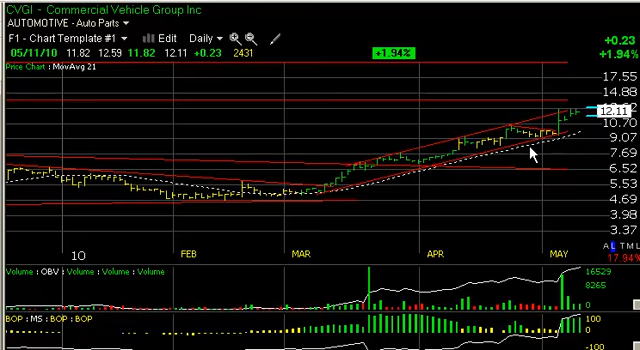 CVGI - Commercial Vehicle Group Inc
AUTOMOTIVE - Auto Parts
F1 - Chart Template #1 Edit Daily
+0.23
05/11/10 11.82 12.59 11.82 12.11 +0.23 2431 +1.94% +1.94%
Price Chart : MovAvg 21
17.55
14.88
12.11
10.70
9.07
7.69
6.52
5.53
4.69
3.98
3.37
A L T M L
10 FEB MAR APR MAY 17.94%
Volume : OBV : Volume : Volume : Volume
16529
8265
0
BOP : MS : BOP : BOP
100
0
-100